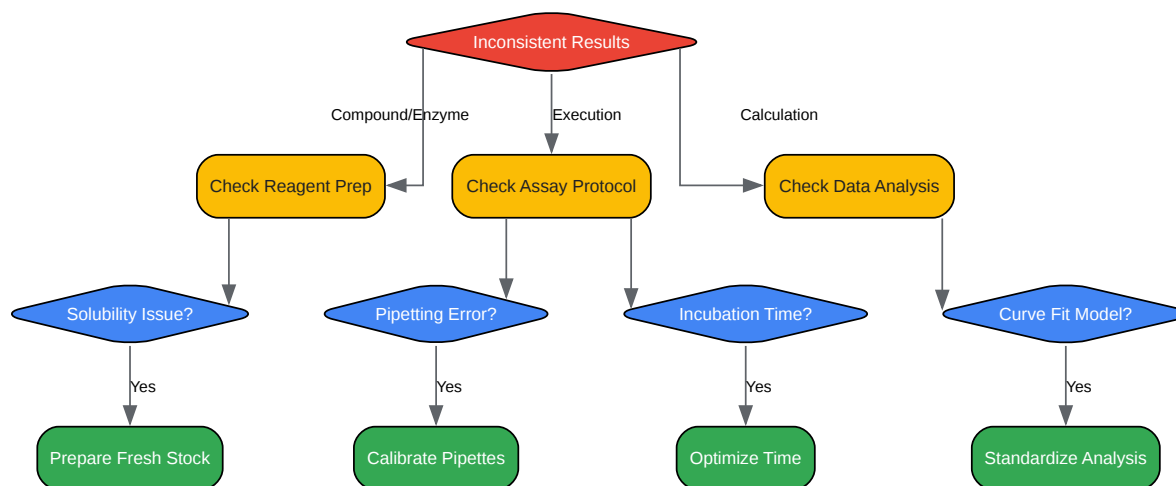 Inconsistent Results
Compound/Enzyme
Execution
Calculation
Check Reagent Prep
Check Assay Protocol
Check Data Analysis
Solubility Issue?
Pipetting Error?
Incubation Time?
Curve Fit Model?
Yes
Yes
Yes
Yes
Prepare Fresh Stock
Calibrate Pipettes
Optimize Time
Standardize Analysis